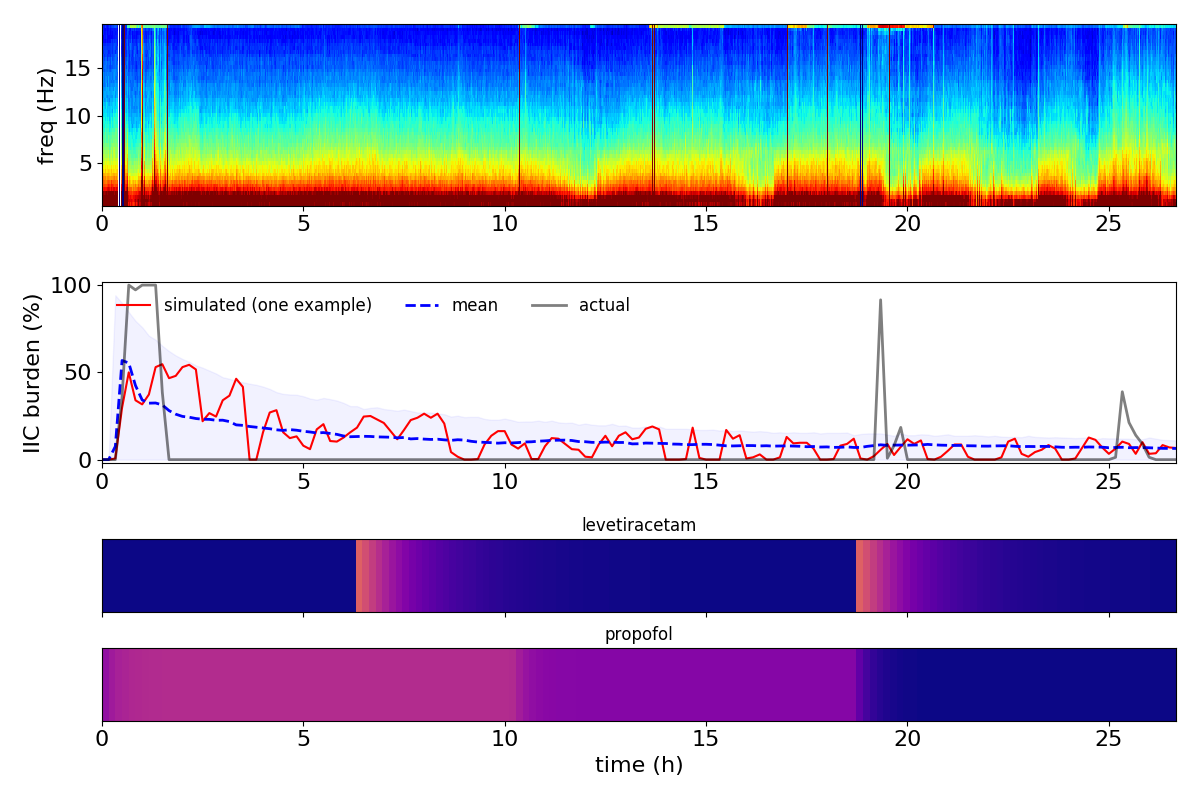 freq (Hz)
15
10
5
0 5 10 15 20 25
IIC burden (%)
100
50
0
simulated (one example) mean actual
0 5 10 15 20 25
levetiracetam
propofol
0 5 10 15 20 25
time (h)